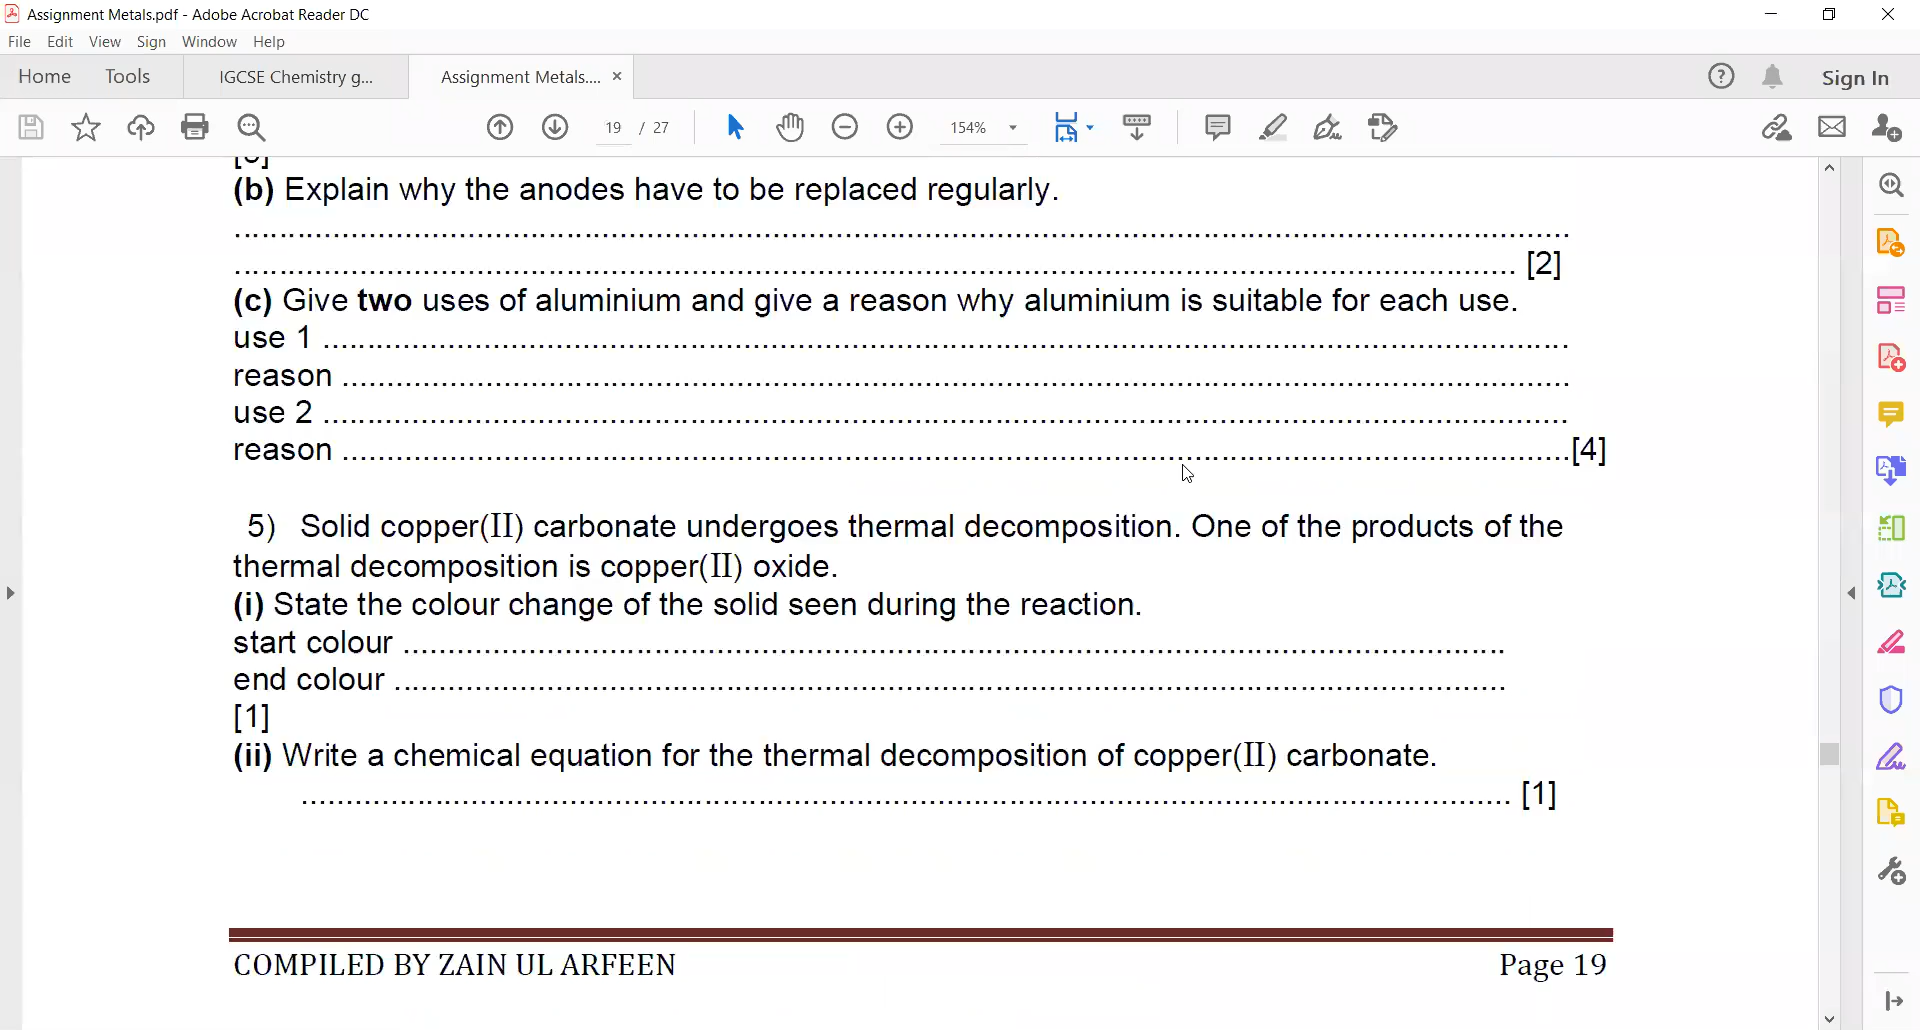 Assignment Metals.pdf - Adobe Acrobat Reader DC
File Edit View Sign Window Help
Home Tools IGCSE Chemistry g... Assignment Metals.... × Sign In
19 / 27 154%
[3]
(b) Explain why the anodes have to be replaced regularly.
....................................................................................................................................................
.............................................................................................................................................. [2]
(c) Give two uses of aluminium and give a reason why aluminium is suitable for each use.
use 1 ..........................................................................................................................................
reason ........................................................................................................................................
use 2 ..........................................................................................................................................
reason ........................................................................................................................................[4]
5) Solid copper(II) carbonate undergoes thermal decomposition. One of the products of the
thermal decomposition is copper(II) oxide.
(i) State the colour change of the solid seen during the reaction.
start colour ..........................................................................................................................
end colour ...........................................................................................................................
[1]
(ii) Write a chemical equation for the thermal decomposition of copper(II) carbonate.
...................................................................................................................................... [1]
COMPILED BY ZAIN UL ARFEEN Page 19